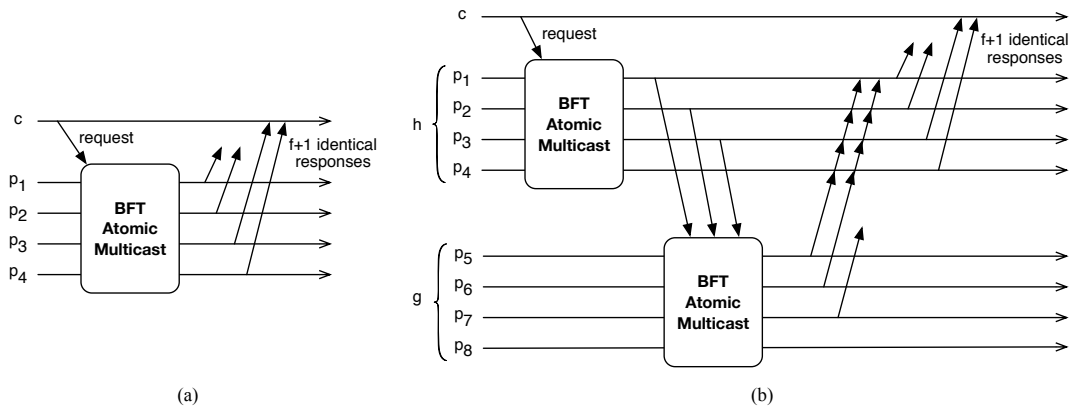 c
request
f+1 identical
responses
p1
p2
p3
p4
BFT
Atomic
Multicast
(a)
c
request
f+1 identical
responses
h
p1
p2
p3
p4
BFT
Atomic
Multicast
g
p5
p6
p7
p8
BFT
Atomic
Multicast
(b)